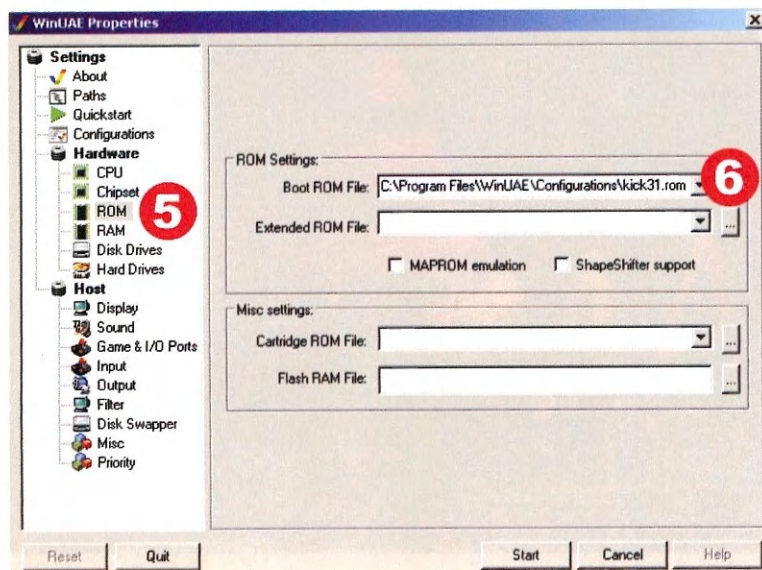 WinUAE Properties
Settings
About
Paths
Quickstart
Configurations
Hardware
CPU
Chipset
ROM
RAM
Disk Drives
Hard Drives
Host
Display
Sound
Game & I/O Ports
Input
Output
Filter
Disk Swapper
Misc
Priority
5
ROM Settings:
Boot ROM File: C:\Program Files\WinUAE\Configurations\kick31.rom
6
Extended ROM File: ...
MAPROM emulation ShapeShifter support
Misc settings:
Cartridge ROM File: ...
Flash RAM File: ...
Reset Quit Start Cancel Help